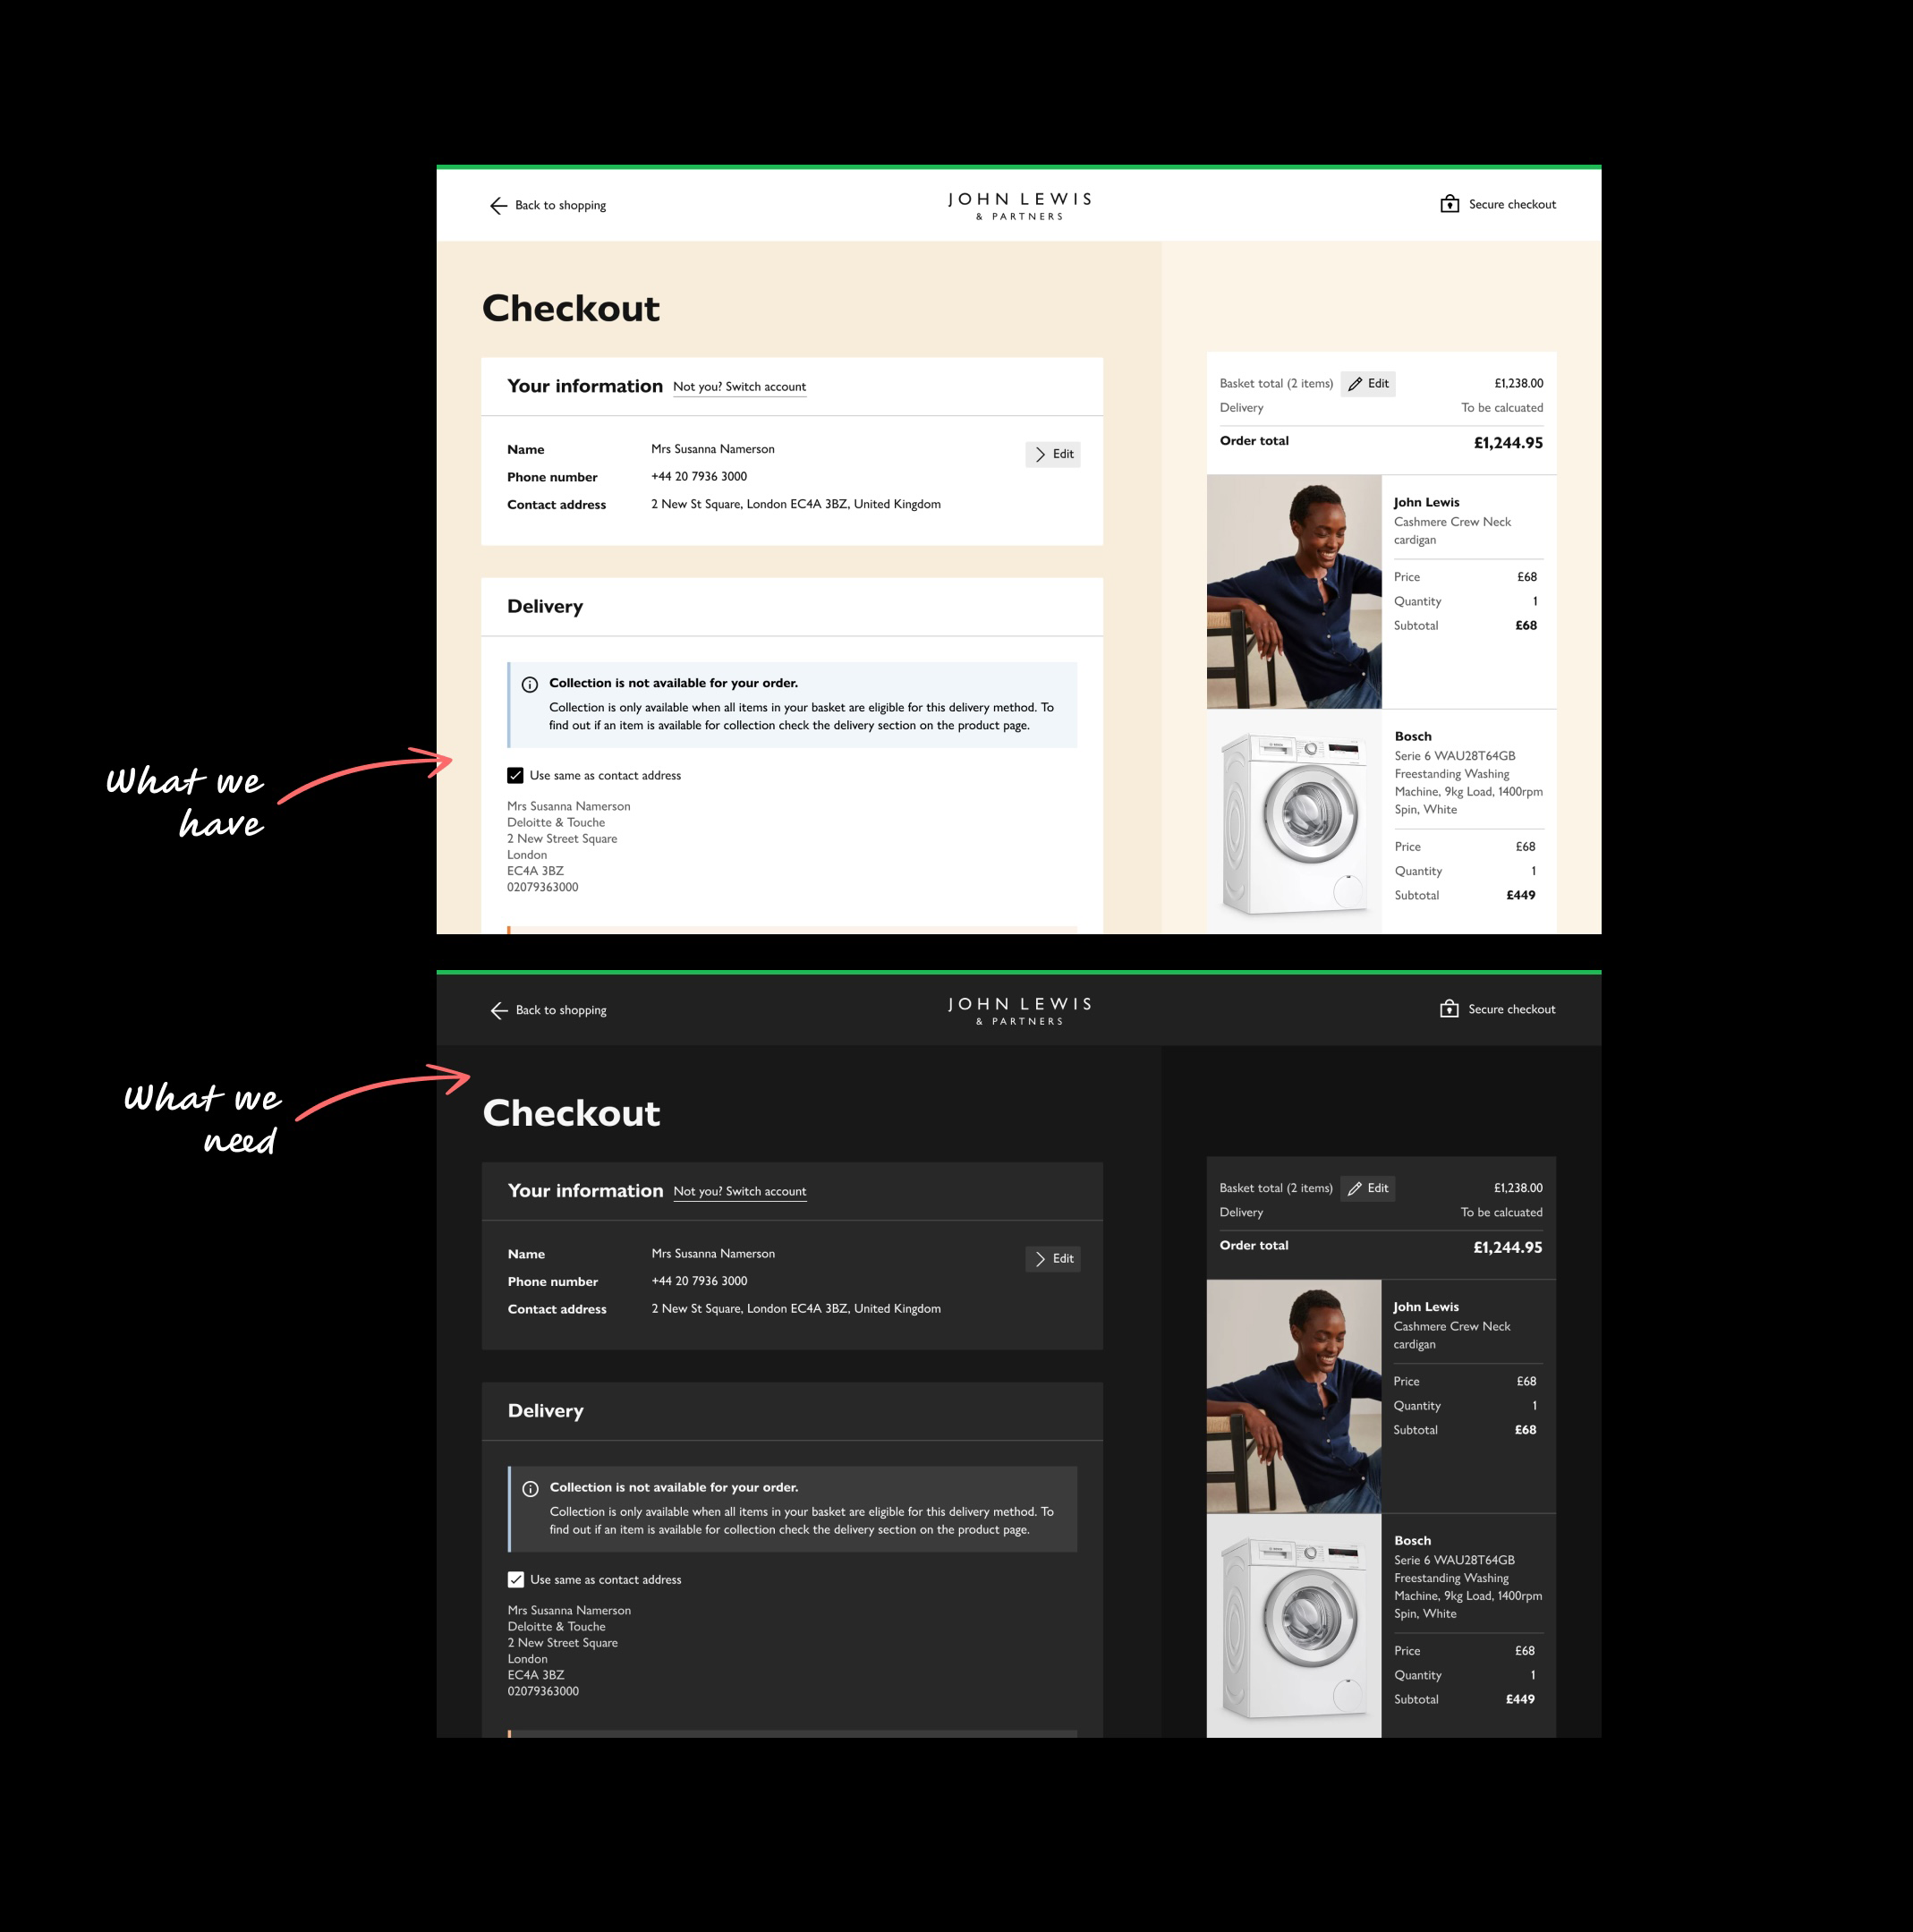 Back to shopping
JOHN LEWIS
& PARTNERS
Secure checkout
Checkout
Your information Not you? Switch account
Name Mrs Susanna Namerson Edit
Phone number +44 20 7936 3000
Contact address 2 New St Square, London EC4A 3BZ, United Kingdom
Delivery
Collection is not available for your order.
Collection is only available when all items in your basket are eligible for this delivery method. To
find out if an item is available for collection check the delivery section on the product page.
Use same as contact address
Mrs Susanna Namerson
Deloitte & Touche
2 New Street Square
London
EC4A 3BZ
02079363000
Basket total (2 items) Edit £1,238.00
Delivery To be calcuated
Order total £1,244.95
John Lewis
Cashmere Crew Neck
cardigan
Price £68
Quantity 1
Subtotal £68
Bosch
Serie 6 WAU28T64GB
Freestanding Washing
Machine, 9kg Load, 1400rpm
Spin, White
Price £68
Quantity 1
Subtotal £449
What we
have
Back to shopping
JOHN LEWIS
& PARTNERS
Secure checkout
What we
need
Checkout
Your information Not you? Switch account
Name Mrs Susanna Namerson Edit
Phone number +44 20 7936 3000
Contact address 2 New St Square, London EC4A 3BZ, United Kingdom
Delivery
Collection is not available for your order.
Collection is only available when all items in your basket are eligible for this delivery method. To
find out if an item is available for collection check the delivery section on the product page.
Use same as contact address
Mrs Susanna Namerson
Deloitte & Touche
2 New Street Square
London
EC4A 3BZ
02079363000
Basket total (2 items) Edit £1,238.00
Delivery To be calcuated
Order total £1,244.95
John Lewis
Cashmere Crew Neck
cardigan
Price £68
Quantity 1
Subtotal £68
Bosch
Serie 6 WAU28T64GB
Freestanding Washing
Machine, 9kg Load, 1400rpm
Spin, White
Price £68
Quantity 1
Subtotal £449